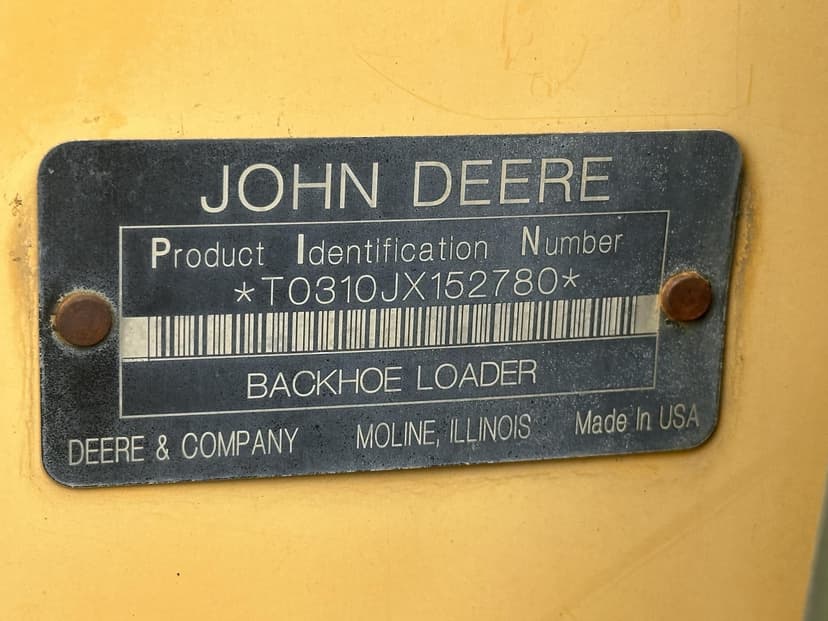 JOHN DEERE
Product Identification Number
*T0310JX152780*
BACKHOE LOADER
DEERE & COMPANY MOLINE, ILLINOIS Made In USA